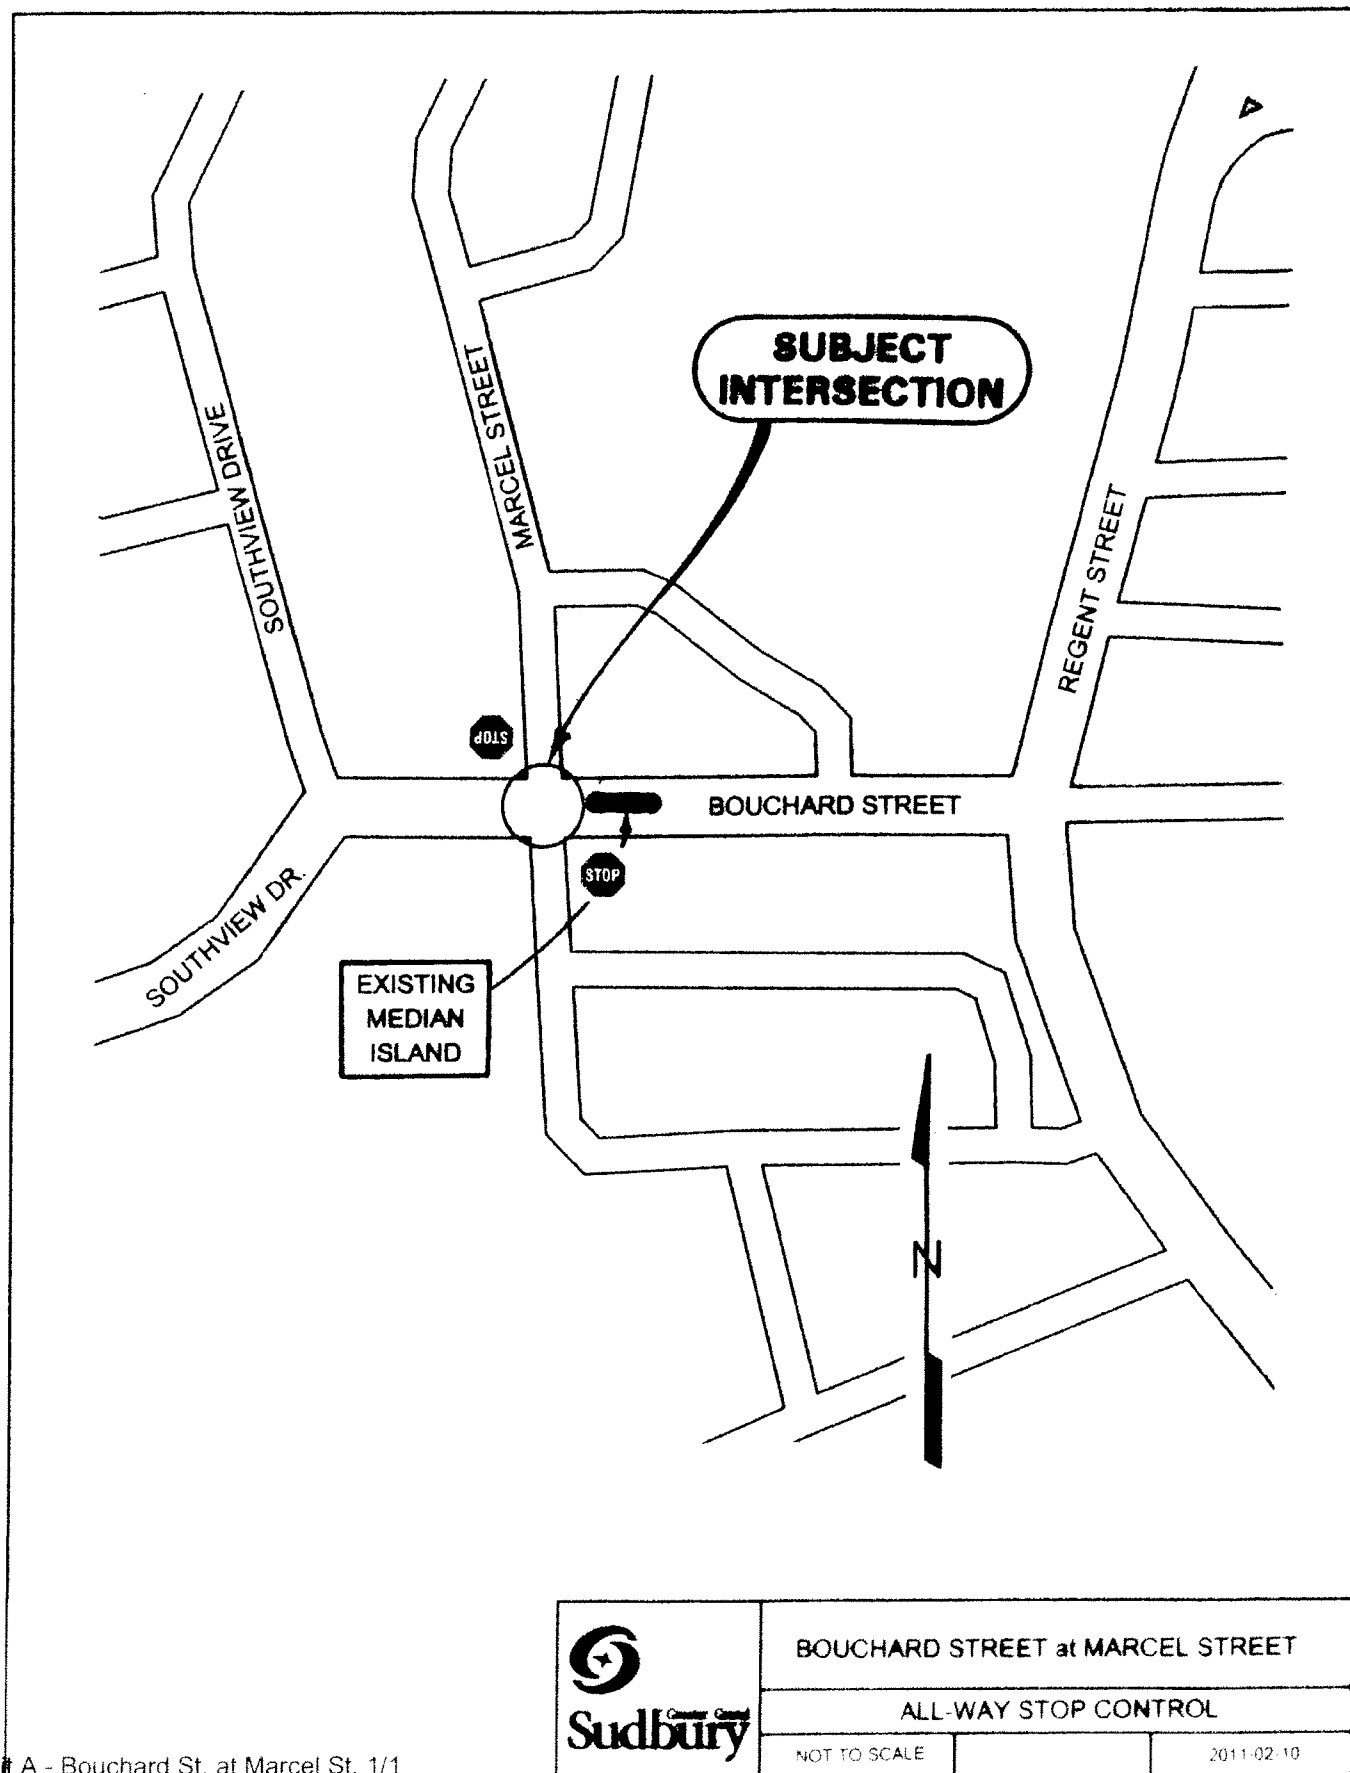 SUBJECT
INTERSECTION
SOUTHVIEW DRIVE
MARCEL STREET
REGENT STREET
STOP
BOUCHARD STREET
STOP
SOUTHVIEW DR.
EXISTING
MEDIAN
ISLAND
N
BOUCHARD STREET at MARCEL STREET
ALL-WAY STOP CONTROL
Greater Grand
Sudbury
NOT TO SCALE
2011-02-10
A - Bouchard St. at Marcel St. 1/1